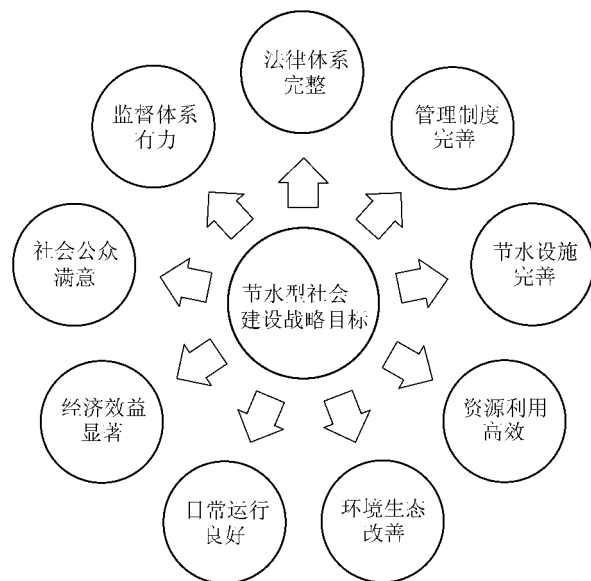 法律体系
完整
管理制度
完善
节水设施
完善
资源利用
高效
环境生态
改善
日常运行
良好
经济效益
显著
社会公众
满意
监督体系
有力
节水型社会
建设战略目标